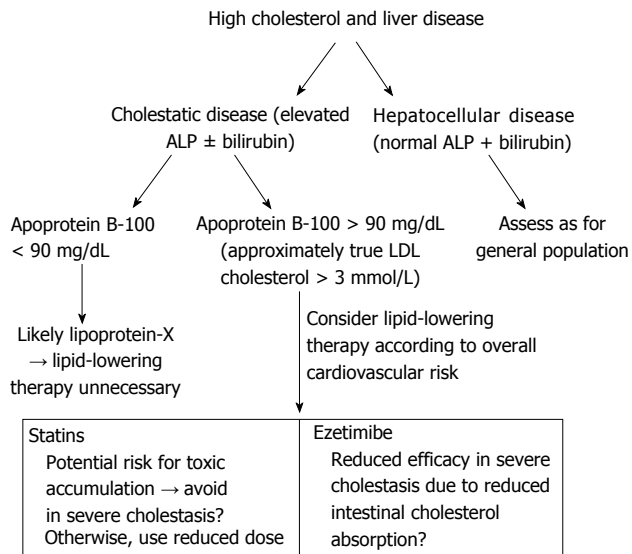 High cholesterol and liver disease
Cholestatic disease (elevated
ALP ± bilirubin)
Hepatocellular disease
(normal ALP + bilirubin)
Apoprotein B-100
< 90 mg/dL
Apoprotein B-100 > 90 mg/dL
(approximately true LDL
cholesterol > 3 mmol/L)
Assess as for
general population
Likely lipoprotein-X
→ lipid-lowering
therapy unnecessary
Consider lipid-lowering
therapy according to overall
cardiovascular risk
Statins
Potential risk for toxic
accumulation → avoid
in severe cholestasis?
Otherwise, use reduced dose
Ezetimibe
Reduced efficacy in severe
cholestasis due to reduced
intestinal cholesterol
absorption?